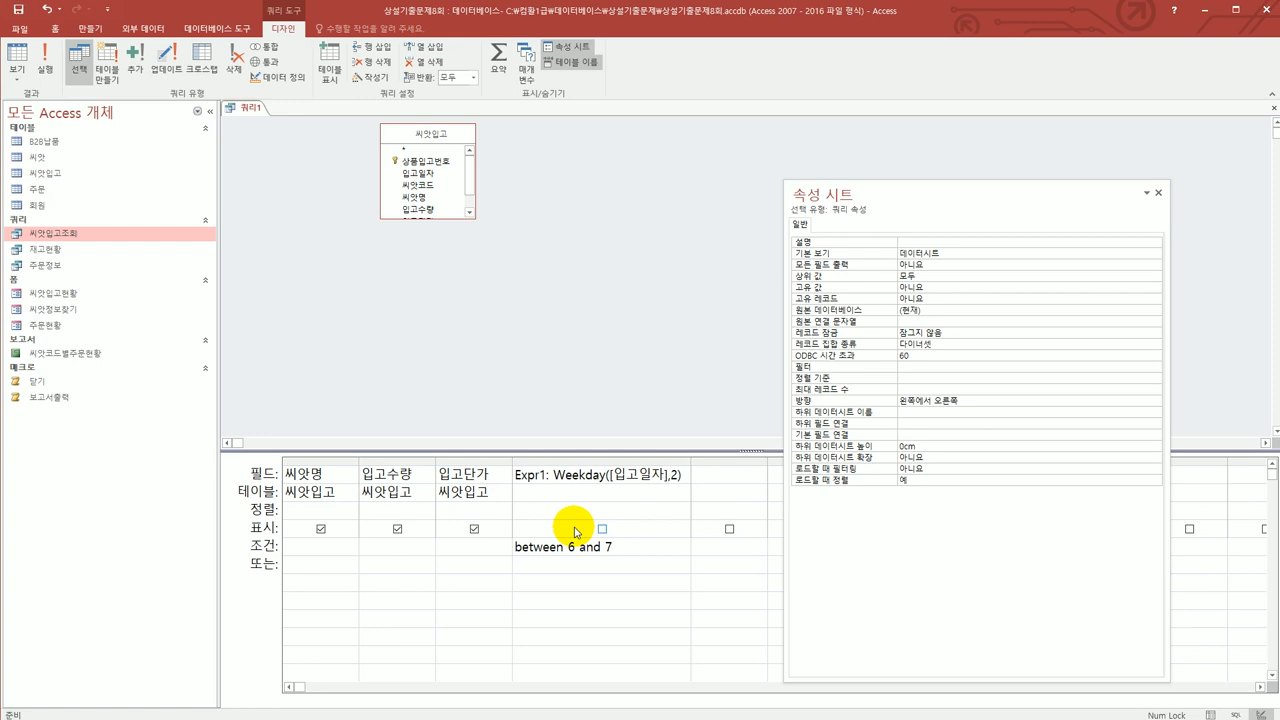 쿼리 도구
상설기출문제8회 : 데이터베이스- C:\컴활1급\데이터베이스\상설기출문제\상설기출문제8회.accdb (Access 2007 - 2016 파일 형식) - Access
파일 홈 만들기 외부 데이터 데이터베이스 도구 디자인 수행할 작업을 알려 주세요.
보기 실행 선택 테이블 만들기 추가 업데이트 크로스탭 삭제
통합
통과
데이터 정의
테이블 표시
행 삽입
행 삭제
작성기
열 삽입
열 삭제
반환: 모두
요약
매개 변수
속성 시트
테이블 이름
결과 쿼리 유형 쿼리 설정 표시/숨기기
모든 Access 개체
테이블
B2B납품
씨앗
씨앗입고
주문
회원
쿼리
씨앗입고조회
재고현황
주문정보
폼
씨앗입고현황
씨앗정보찾기
주문현황
보고서
씨앗코드별주문현황
매크로
닫기
보고서출력
쿼리1
씨앗입고
*
상품입고번호
입고일자
씨앗코드
씨앗명
입고수량
속성 시트
선택 유형: 쿼리 속성
일반
설명
기본 보기 데이터시트
모든 필드 출력 아니요
상위 값 모두
고유 값 아니요
고유 레코드 아니요
원본 데이터베이스 (현재)
원본 연결 문자열
레코드 잠금 잠그지 않음
레코드 집합 종류 다이너셋
ODBC 시간 초과 60
필터
정렬 기준
최대 레코드 수
방향 왼쪽에서 오른쪽
하위 데이터시트 이름
하위 필드 연결
기본 필드 연결
하위 데이터시트 높이 0cm
하위 데이터시트 확장 아니요
로드할 때 필터링 아니요
로드할 때 정렬 예
필드: 씨앗명 입고수량 입고단가 Expr1: Weekday([입고일자],2)
테이블: 씨앗입고 씨앗입고 씨앗입고
정렬:
표시:
조건: between 6 and 7
또는:
준비 Num Lock SQL